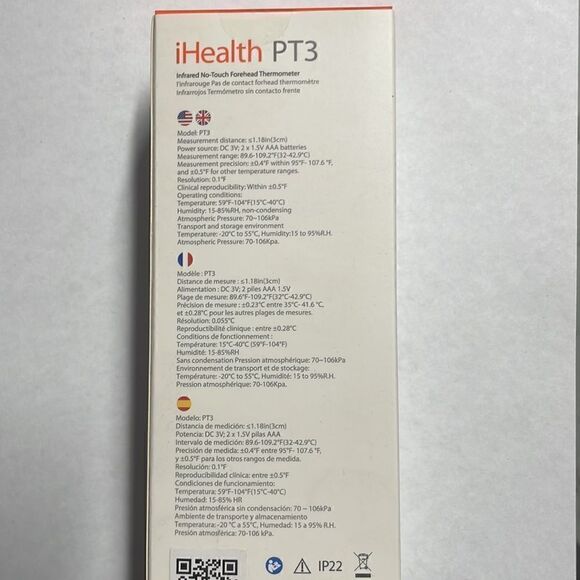 iHealth PT3
Infrared No-Touch Forehead Thermometer
l'infrarouge Pas de contact forhead thermomètre
Infrarrojos Termómetro sin contacto frente
Model: PT3
Measurement distance: ≤1.18in(3cm)
Power source: DC 3V; 2 x 1.5V AAA batteries
Measurement range: 89.6-109.2°F(32-42.9°C)
Measurement precision: ±0.4°F within 95°F- 107.6 °F,
and ±0.5°F for other temperature ranges.
Resolution: 0.1°F
Clinical reproducibility: Within ±0.5°F
Operating conditions:
Temperature: 59°F-104°F(15°C-40°C)
Humidity: 15-85%RH, non-condensing
Atmospheric Pressure: 70~106kPa
Transport and storage environment
Temperature: -20°C to 55°C, Humidity:15 to 95%R.H.
Atmospheric Pressure: 70-106Kpa.
Modèle : PT3
Distance de mesure : ≤1.18in(3cm)
Alimentation : DC 3V; 2 piles AAA 1.5V
Plage de mesure: 89.6°F-109.2°F(32°C-42.9°C)
Précision de mesure : ±0.23°C entre 35°C- 41.6 °C,
et ±0.28°C pour les autres plages de mesures.
Résolution: 0.055°C
Reproductibilité clinique : entre ±0.28°C
Conditions de fonctionnement :
Température: 15°C-40°C (59°F-104°F)
Humidité: 15-85%RH
Sans condensation Pression atmosphérique: 70~106kPa
Environnement de transport et de stockage:
Température: -20°C to 55°C, Humidité: 15 to 95%R.H.
Pression atmosphérique: 70-106Kpa.
Modelo: PT3
Distancia de medición: ≤1.18in(3cm)
Potencia: DC 3V; 2 x 1.5V pilas AAA
Intervalo de medición: 89.6-109.2°F(32-42.9°C)
Precisión de medida: ±0.4°F entre 95°F- 107.6 °F,
y ±0.5°F para los otros rangos de medida.
Resolución: 0.1°F
Reproducibilidad clínica: entre ±0.5°F
Condiciones de funcionamiento:
Temperatura: 59°F-104°F(15°C-40°C)
Humedad: 15-85% HR
Presión atmosférica sin condensación: 70 ~ 106kPa
Ambiente de transporte y almacenamiento
Temperatura: -20 °C a 55°C, Humedad: 15 a 95% R.H.
Presión atmosférica: 70-106 kPa.
IP22